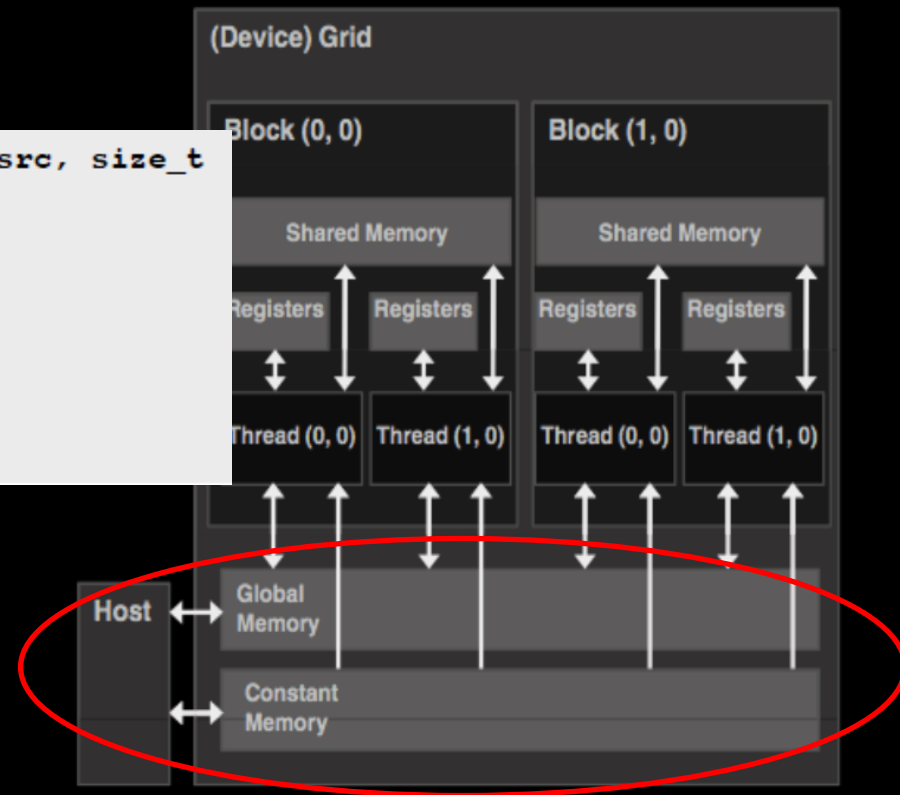 (Device) Grid
Block (0, 0)
Block (1, 0)
src, size_t
Shared Memory
Shared Memory
Registers
Registers
Registers
Registers
Thread (0, 0)
Thread (1, 0)
Thread (0, 0)
Thread (1, 0)
Host
Global
Memory
Constant
Memory